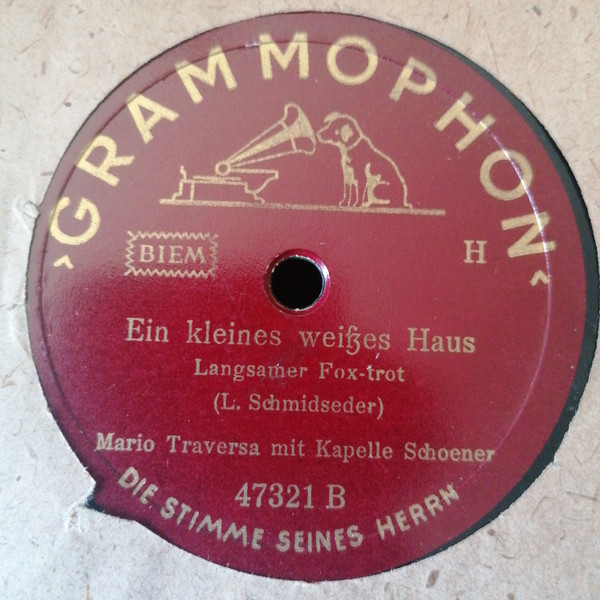 ›GRAMMOPHON‹
BIEM
H
Ein kleines weißes Haus
Langsamer Fox-trot
(L. Schmidseder)
Mario Traversa mit Kapelle Schoener
47321 B
DIE STIMME SEINES HERRN